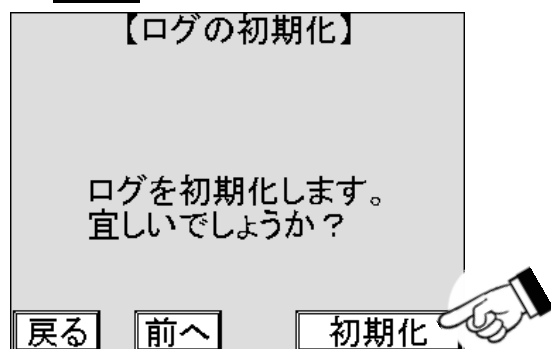 【ログの初期化】
ログを初期化します。
宜しいでしょうか？
戻る 前へ 初期化